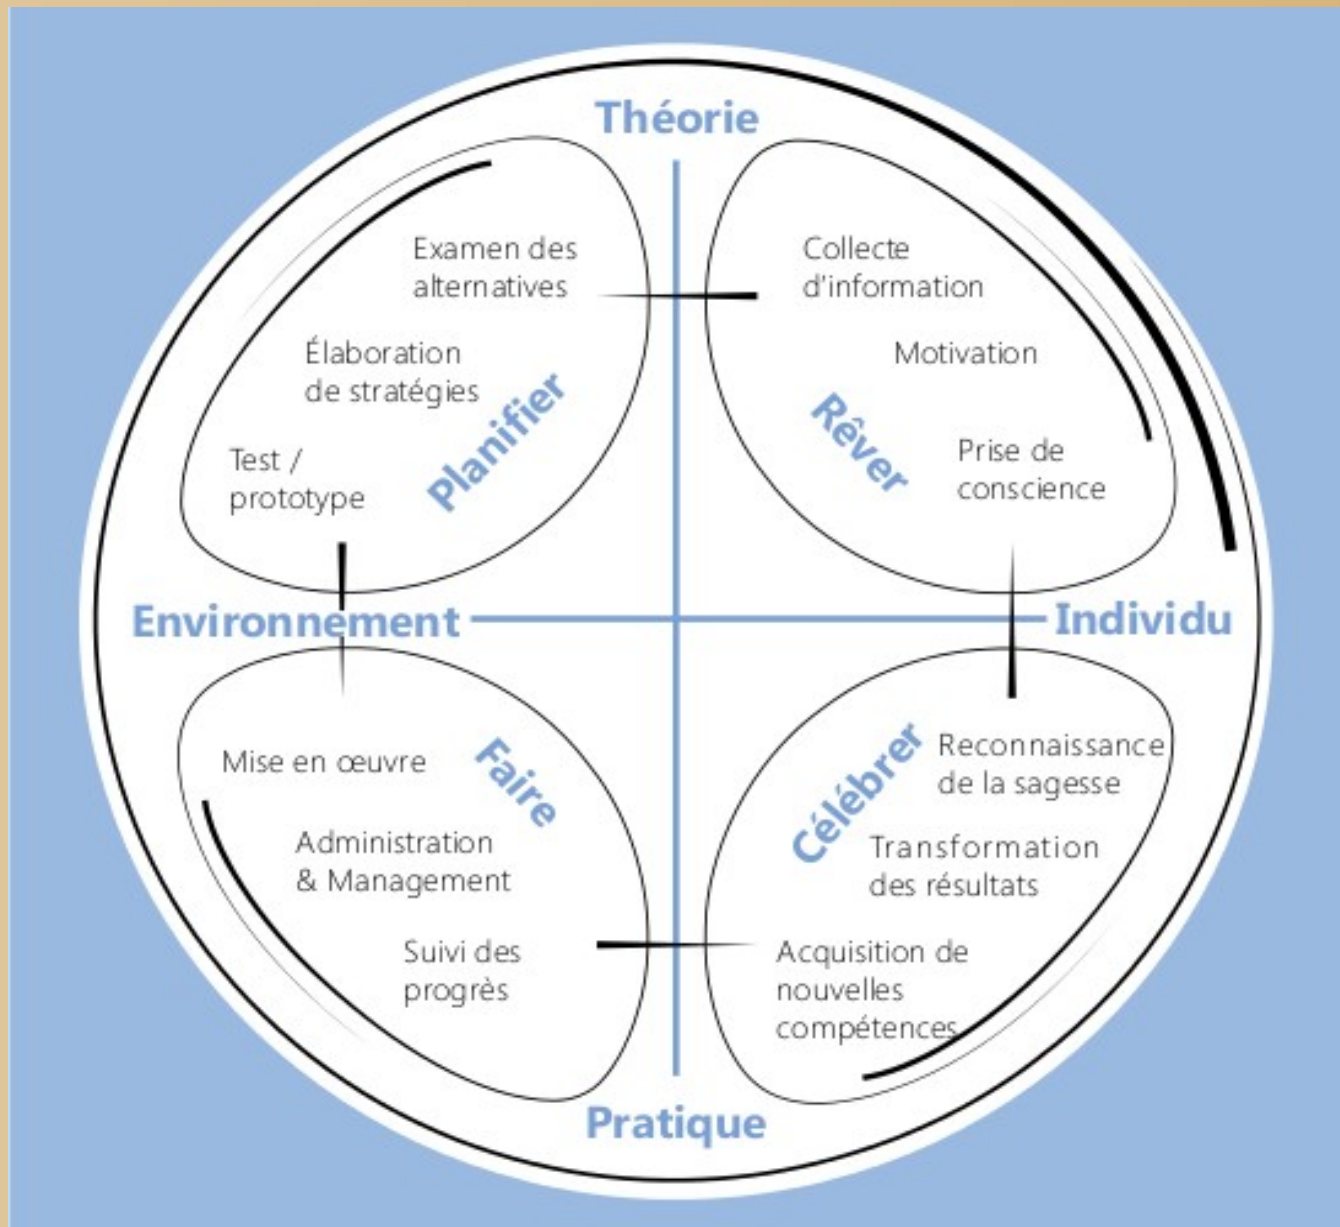 Théorie
Examen des
alternatives
Élaboration
de stratégies
Test /
prototype
Planifier
Collecte
d'information
Motivation
Prise de
conscience
Rêver
Environnement
Individu
Mise en œuvre
Administration
& Management
Suivi des
progrès
Faire
Célébrer
Reconnaissance
de la sagesse
Transformation
des résultats
Acquisition de
nouvelles
compétences
Pratique